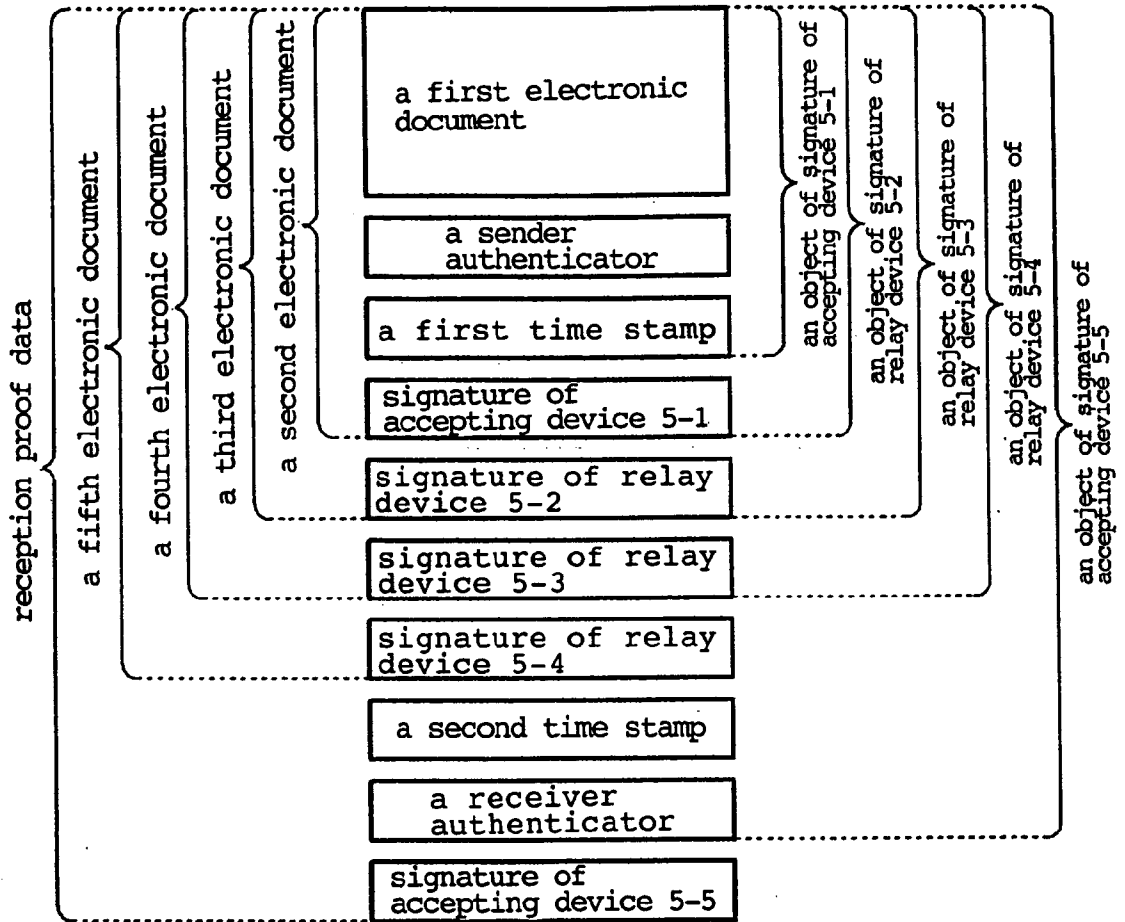 reception proof data
a fifth electronic document
a fourth electronic document
a third electronic document
a second electronic document
a first electronic
document
a sender
authenticator
a first time stamp
signature of
accepting device 5-1
signature of relay
device 5-2
signature of relay
device 5-3
signature of relay
device 5-4
a second time stamp
a receiver
authenticator
signature of
accepting device 5-5
an object of signature of
accepting device 5-1
an object of signature of
relay device 5-2
an object of signature of
relay device 5-3
an object of signature of
relay device 5-4
an object of signature of
accepting device 5-5